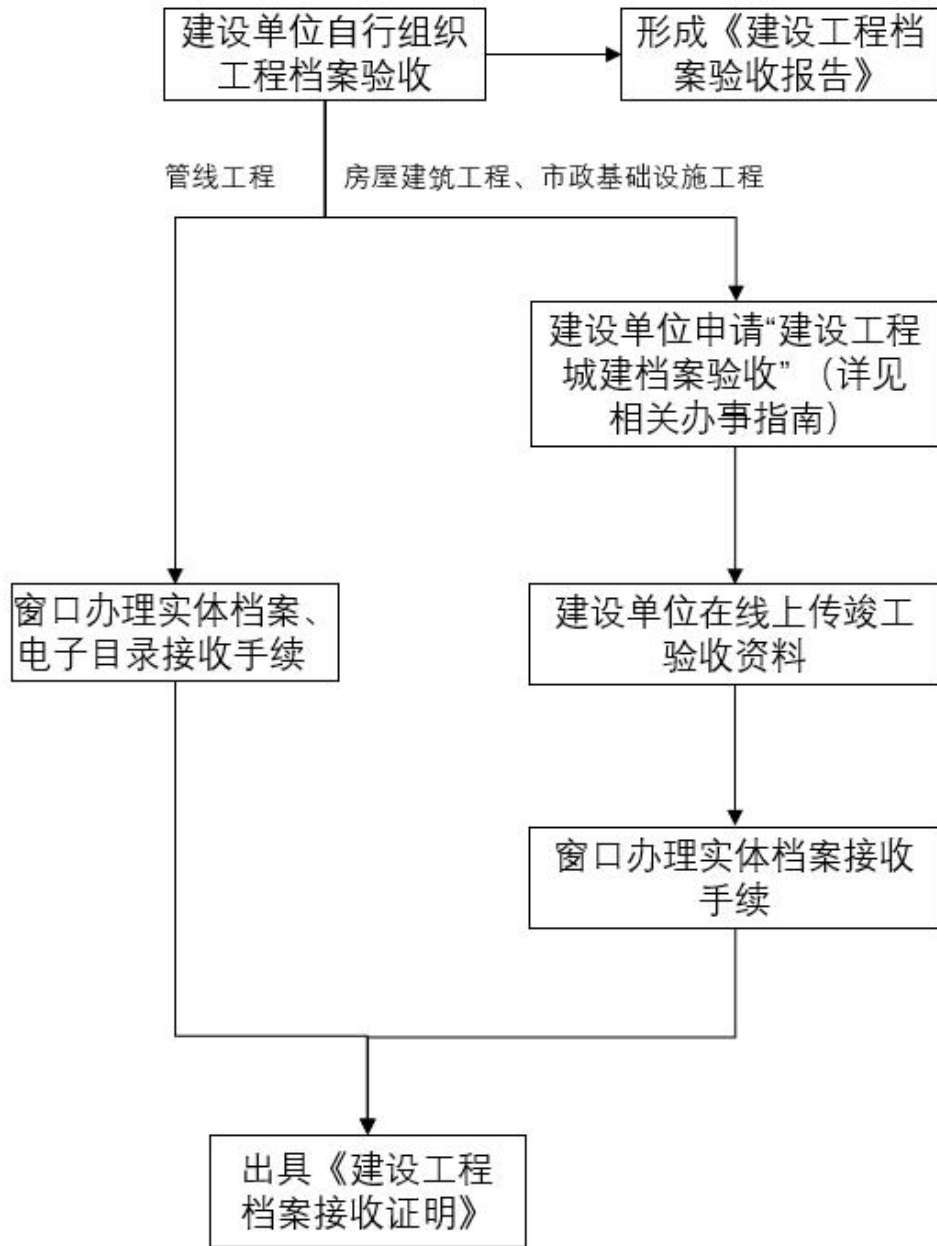 建设单位自行组织
工程档案验收
形成《建设工程档
案验收报告》
管线工程
房屋建筑工程、市政基础设施工程
建设单位申请“建设工程
城建档案验收”（详见
相关办事指南）
窗口办理实体档案、
电子目录接收手续
建设单位在线上传竣工
验收资料
窗口办理实体档案接收
手续
出具《建设工程
档案接收证明》